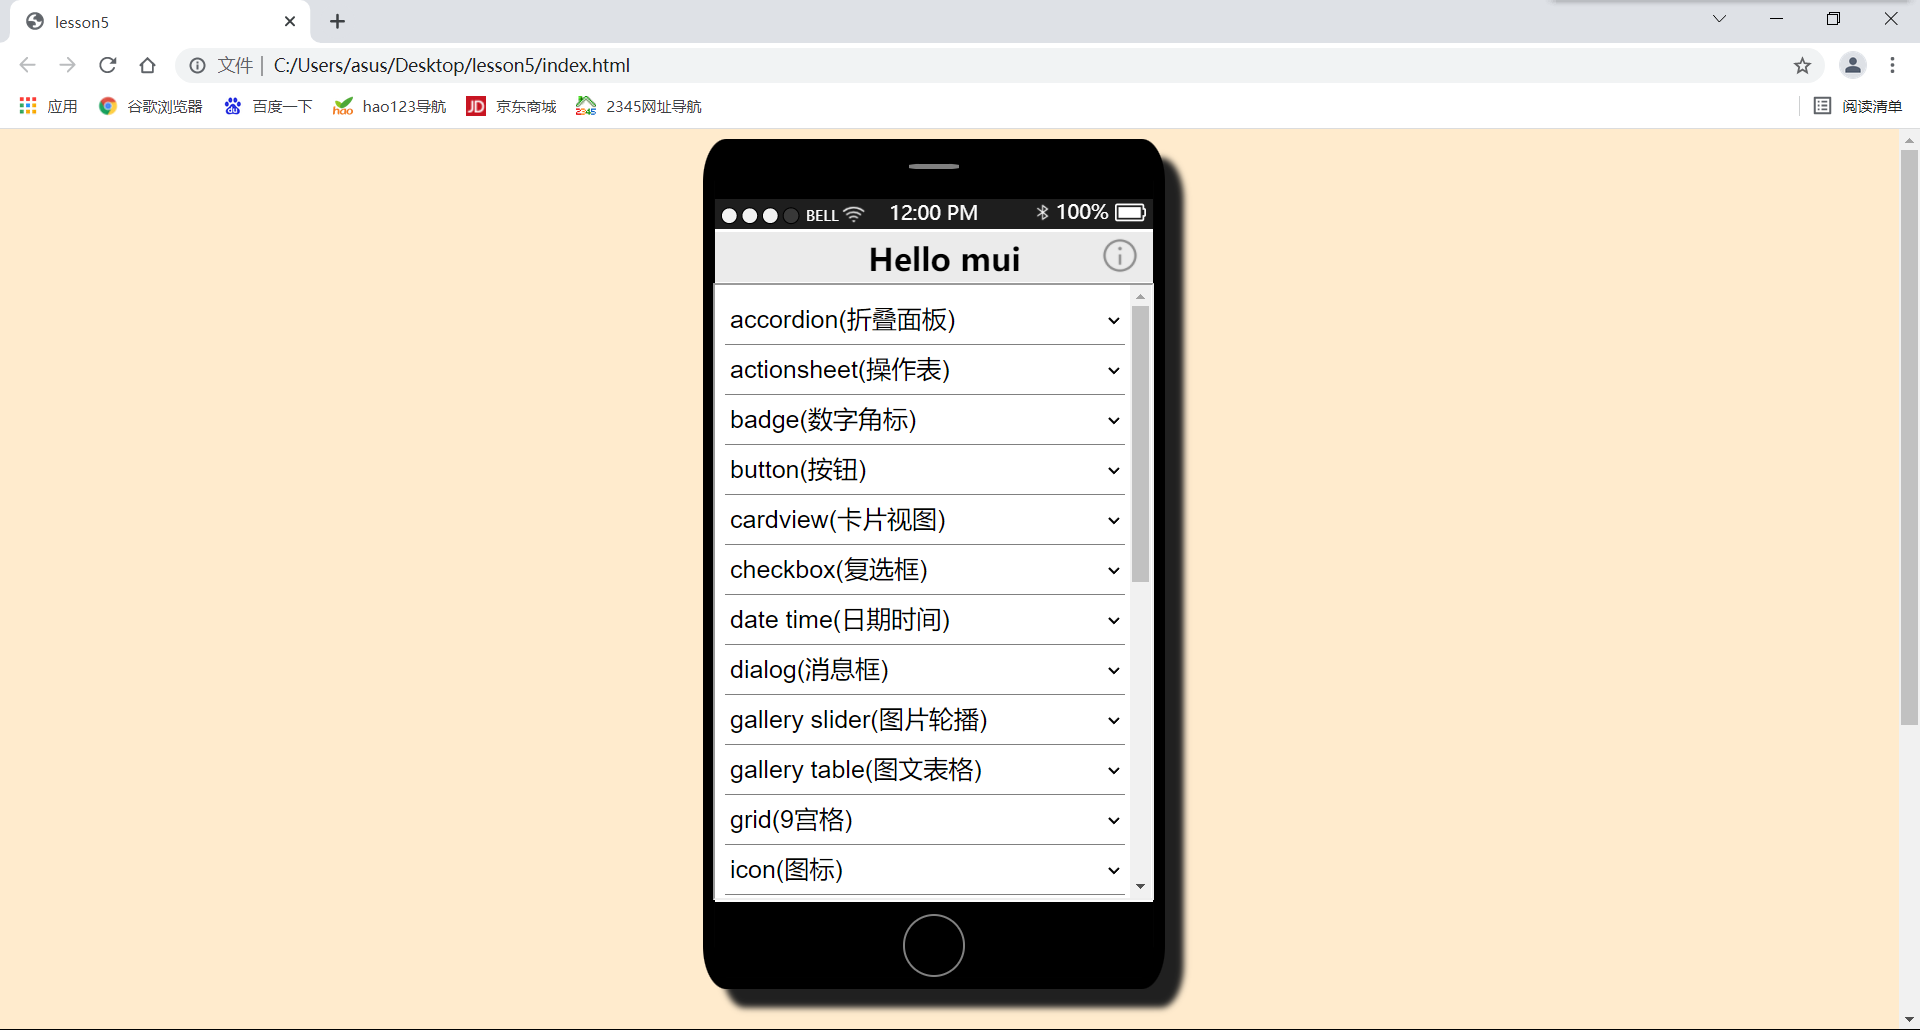 lesson5
文件 | C:/Users/asus/Desktop/lesson5/index.html
应用 谷歌浏览器 百度一下 hao123导航 京东商城 2345网址导航 阅读清单
BELL 12:00 PM 100%
Hello mui
accordion(折叠面板)
actionsheet(操作表)
badge(数字角标)
button(按钮)
cardview(卡片视图)
checkbox(复选框)
date time(日期时间)
dialog(消息框)
gallery slider(图片轮播)
gallery table(图文表格)
grid(9宫格)
icon(图标)